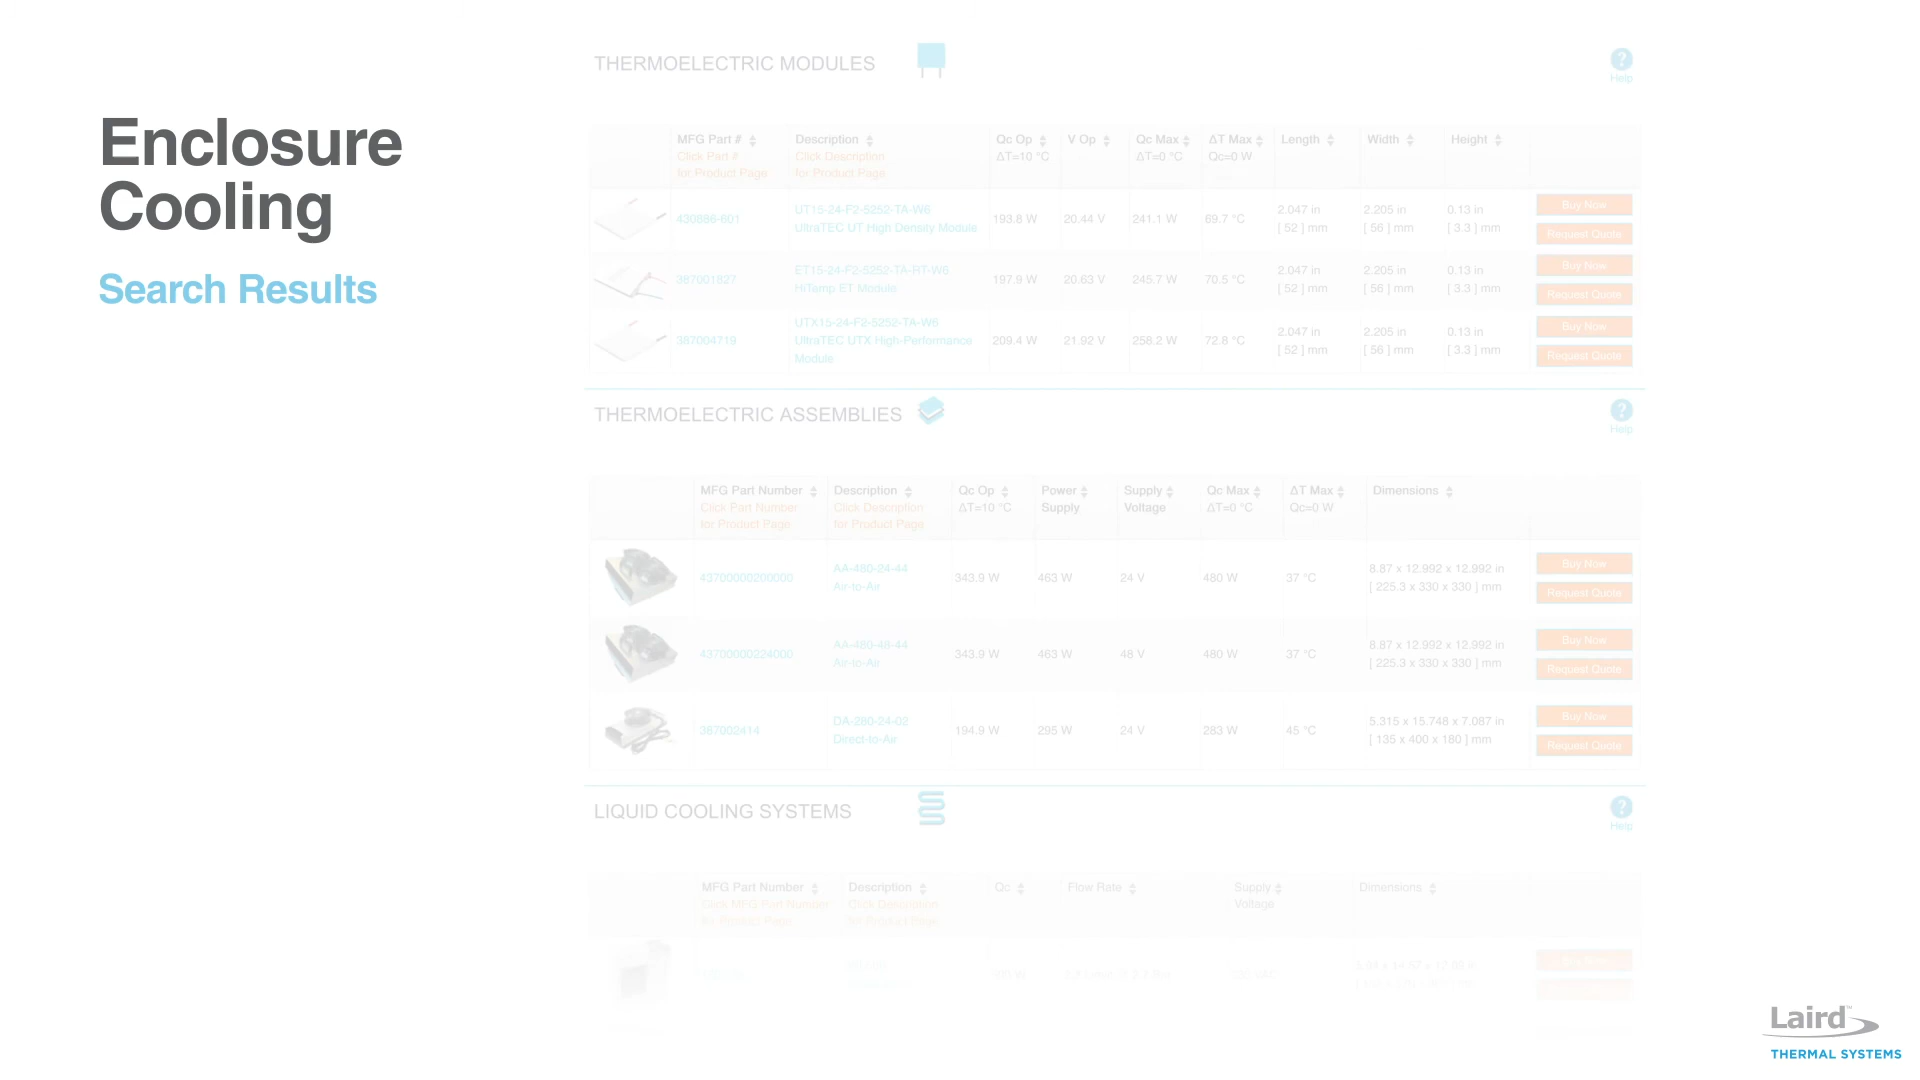 Enclosure
Cooling
Search Results
THERMOELECTRIC MODULES
Help
MFG Part # Description Qc Op V Op Qc Max ΔT Max Length Width Height
Click Part # Click Description ΔT=10 °C ΔT=0 °C Qc=0 W
for Product Page for Product Page
430886-601 UT15-24-F2-5252-TA-W6 193.8 W 20.44 V 241.1 W 69.7 °C 2.047 in 2.205 in 0.13 in Buy Now
UltraTEC UT High Density Module [ 52 ] mm [ 56 ] mm [ 3.3 ] mm Request Quote
387001827 ET15-24-F2-5252-TA-RT-W6 197.9 W 20.63 V 245.7 W 70.5 °C 2.047 in 2.205 in 0.13 in Buy Now
HiTemp ET Module [ 52 ] mm [ 56 ] mm [ 3.3 ] mm Request Quote
387004719 UTX15-24-F2-5252-TA-W6 209.4 W 21.92 V 258.2 W 72.8 °C 2.047 in 2.205 in 0.13 in Buy Now
UltraTEC UTX High-Performance [ 52 ] mm [ 56 ] mm [ 3.3 ] mm Request Quote
Module
THERMOELECTRIC ASSEMBLIES
Help
MFG Part Number Description Qc Op Power Supply Qc Max ΔT Max Dimensions
Click Part Number Click Description ΔT=10 °C Supply Voltage ΔT=0 °C Qc=0 W
for Product Page for Product Page
43700000200000 AA-480-24-44 343.9 W 463 W 24 V 480 W 37 °C 8.87 x 12.992 x 12.992 in Buy Now
Air-to-Air [ 225.3 x 330 x 330 ] mm Request Quote
43700000224000 AA-480-48-44 343.9 W 463 W 48 V 480 W 37 °C 8.87 x 12.992 x 12.992 in Buy Now
Air-to-Air [ 225.3 x 330 x 330 ] mm Request Quote
387002414 DA-280-24-02 194.9 W 295 W 24 V 283 W 45 °C 5.315 x 15.748 x 7.087 in Buy Now
Direct-to-Air [ 135 x 400 x 180 ] mm Request Quote
LIQUID COOLING SYSTEMS
Help
MFG Part Number Description Qc Flow Rate Supply Dimensions
Click MFG Part Number Click Description Voltage
for Product Page for Product Page
Laird™
THERMAL SYSTEMS